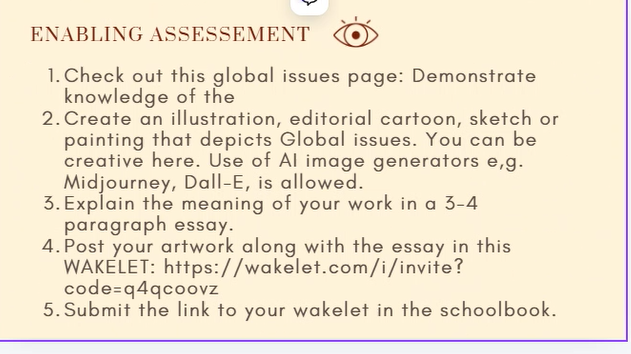 ENABLING ASSESSEMENT
1. Check out this global issues page: Demonstrate
knowledge of the
2. Create an illustration, editorial cartoon, sketch or
painting that depicts Global issues. You can be
creative here. Use of AI image generators e,g.
Midjourney, Dall-E, is allowed.
3. Explain the meaning of your work in a 3-4
paragraph essay.
4. Post your artwork along with the essay in this
WAKELET: https://wakelet.com/i/invite?
code=q4qcoovz
5. Submit the link to your wakelet in the schoolbook.